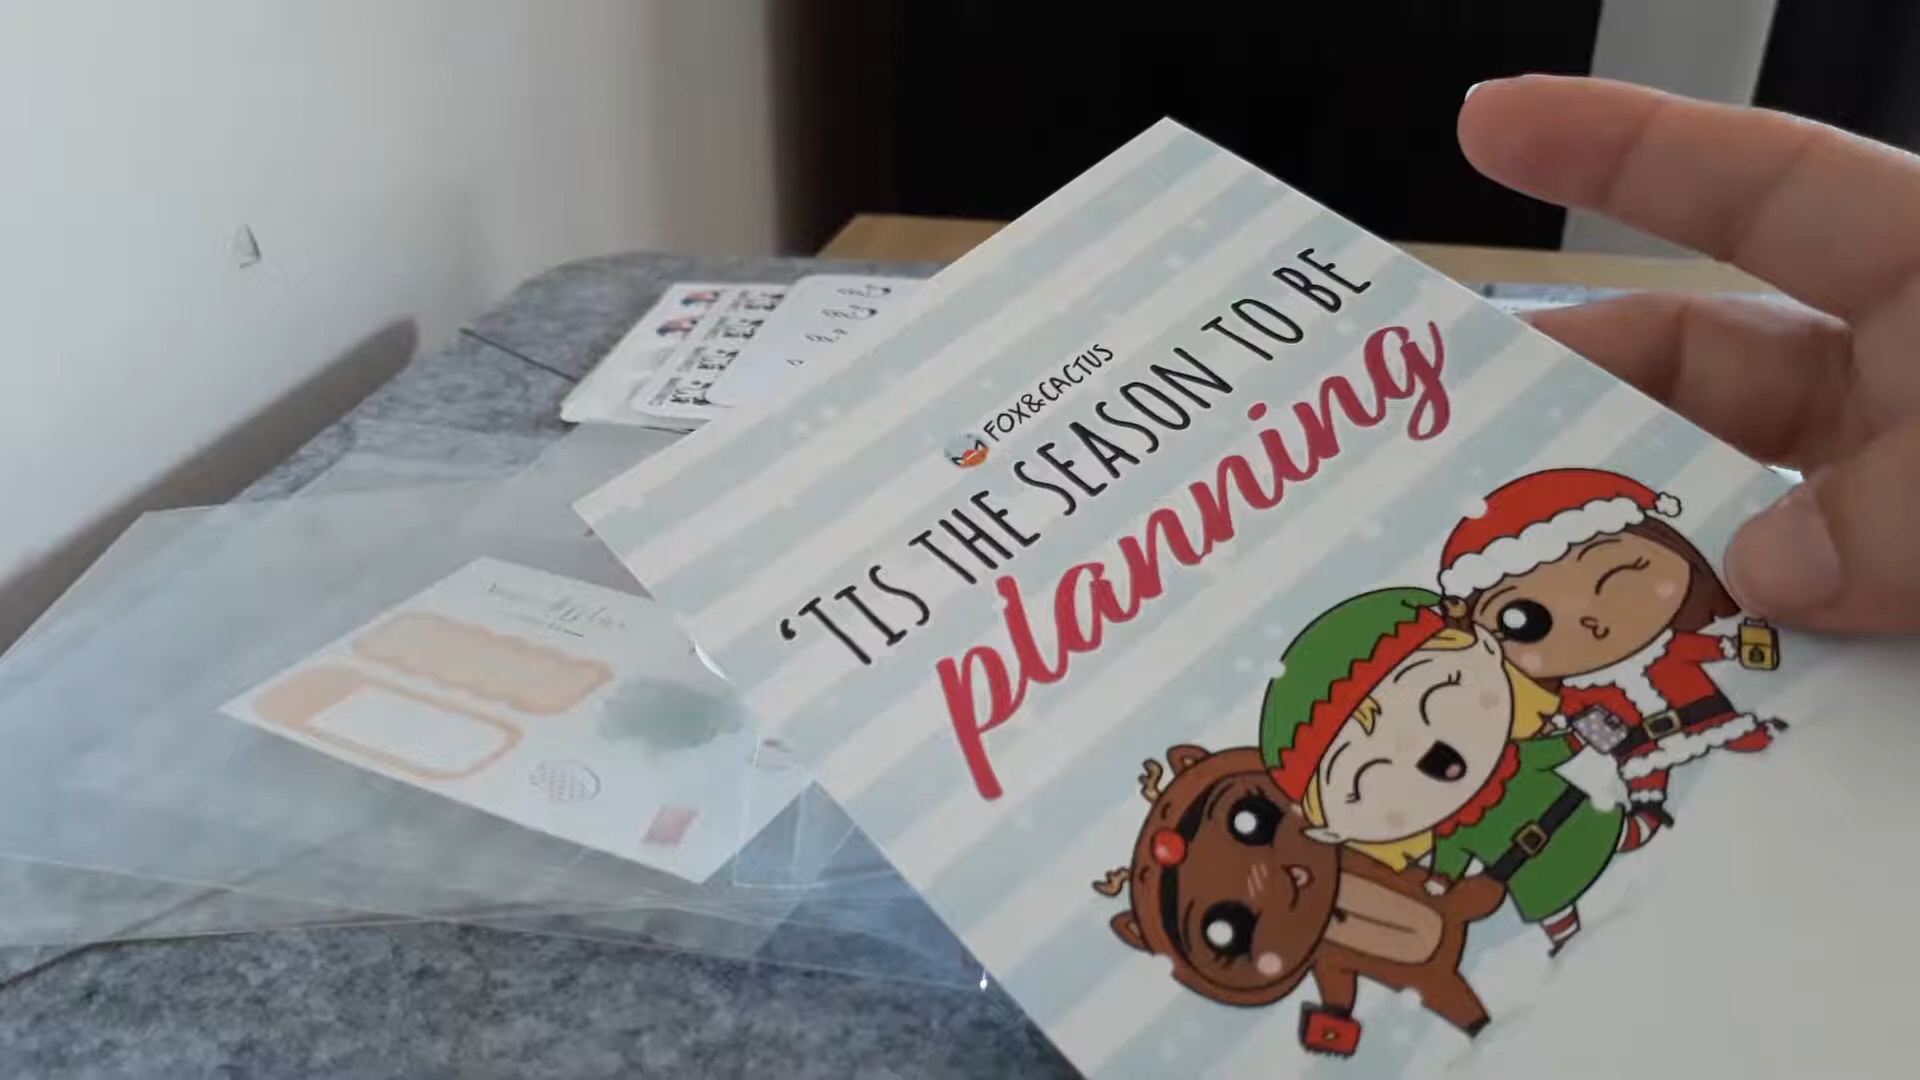 FOX&CACTUS
'TIS THE SEASON TO BE
planning